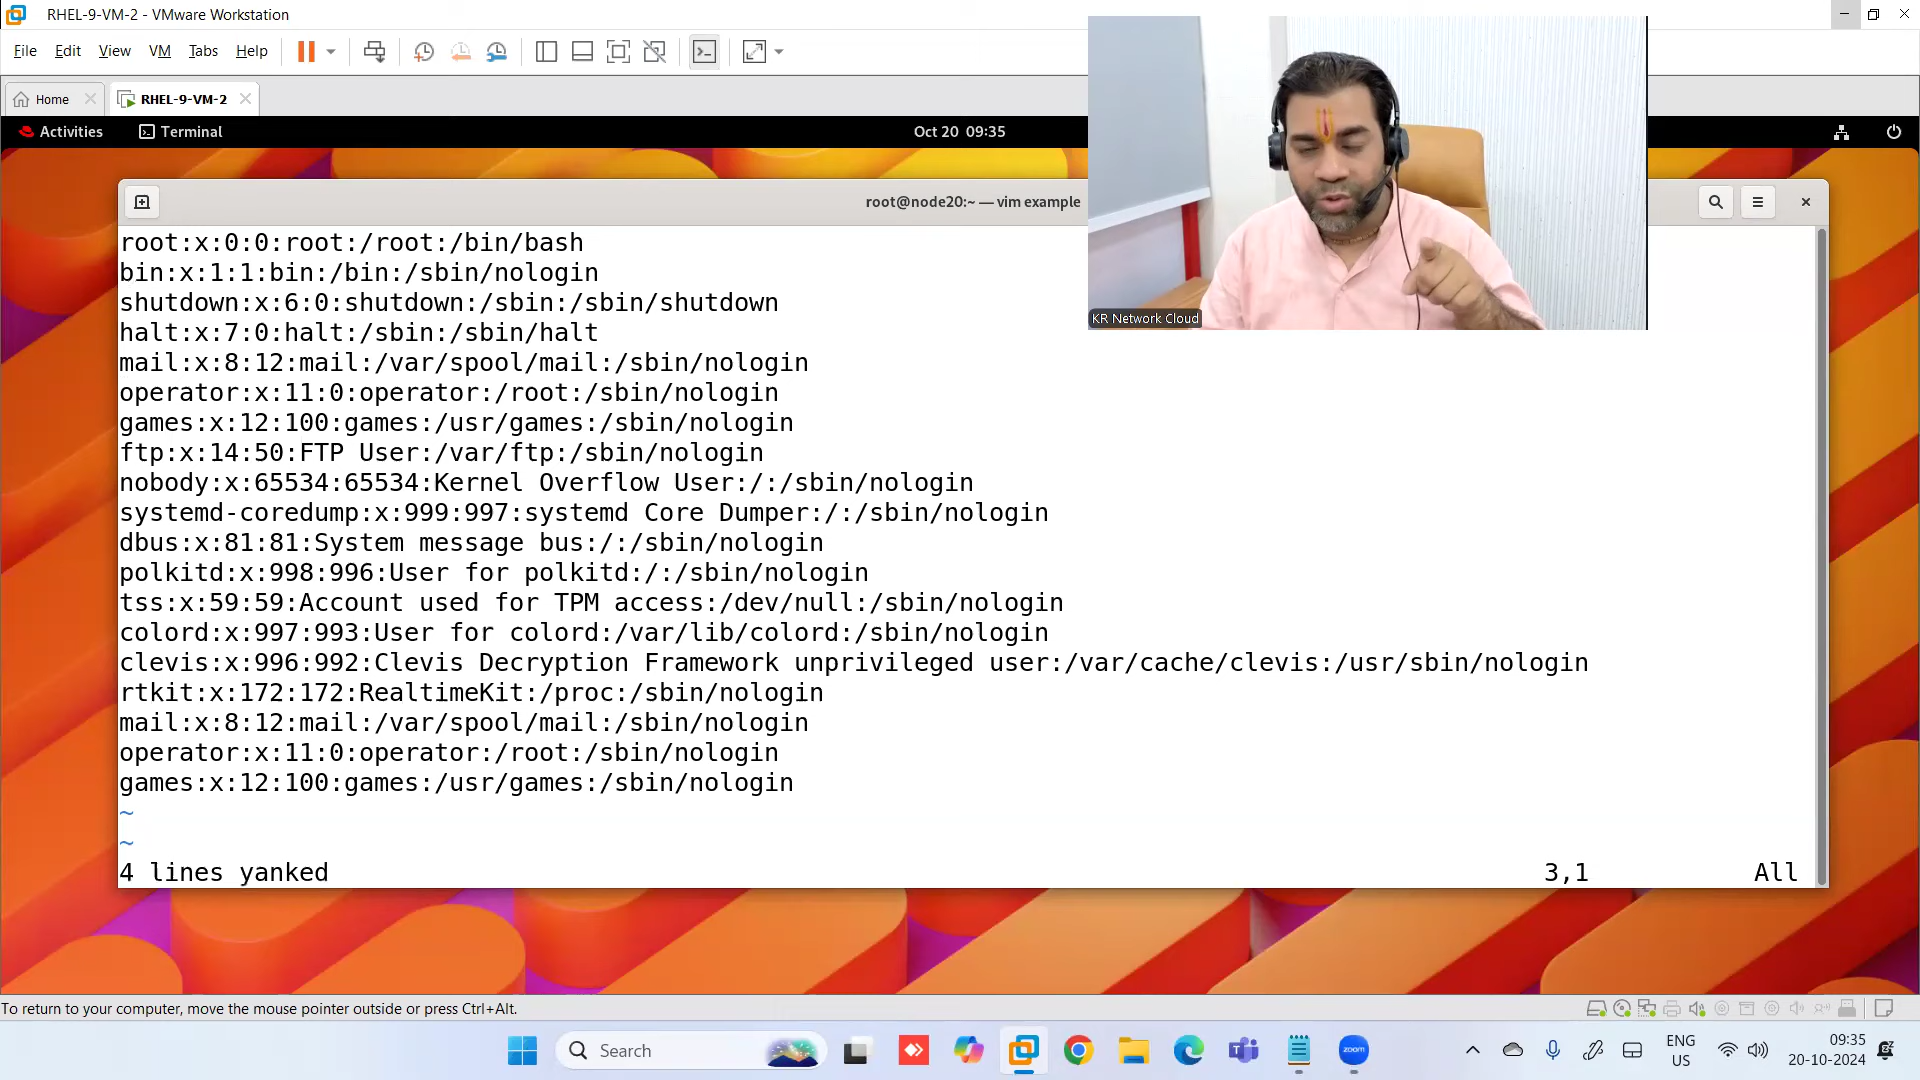 RHEL-9-VM-2 - VMware Workstation
File Edit View VM Tabs Help
Home RHEL-9-VM-2
Activities Terminal Oct 20 09:35
root@node20:~ — vim example
root:x:0:0:root:/root:/bin/bash
bin:x:1:1:bin:/bin:/sbin/nologin
shutdown:x:6:0:shutdown:/sbin:/sbin/shutdown
halt:x:7:0:halt:/sbin:/sbin/halt
mail:x:8:12:mail:/var/spool/mail:/sbin/nologin
operator:x:11:0:operator:/root:/sbin/nologin
games:x:12:100:games:/usr/games:/sbin/nologin
ftp:x:14:50:FTP User:/var/ftp:/sbin/nologin
nobody:x:65534:65534:Kernel Overflow User:/:/sbin/nologin
systemd-coredump:x:999:997:systemd Core Dumper:/:/sbin/nologin
dbus:x:81:81:System message bus:/:/sbin/nologin
polkitd:x:998:996:User for polkitd:/:/sbin/nologin
tss:x:59:59:Account used for TPM access:/dev/null:/sbin/nologin
colord:x:997:993:User for colord:/var/lib/colord:/sbin/nologin
clevis:x:996:992:Clevis Decryption Framework unprivileged user:/var/cache/clevis:/usr/sbin/nologin
rtkit:x:172:172:RealtimeKit:/proc:/sbin/nologin
mail:x:8:12:mail:/var/spool/mail:/sbin/nologin
operator:x:11:0:operator:/root:/sbin/nologin
games:x:12:100:games:/usr/games:/sbin/nologin
~
~
4 lines yanked 3,1 All
KR Network Cloud
To return to your computer, move the mouse pointer outside or press Ctrl+Alt.
Search
zoom
ENG
US
09:35
20-10-2024